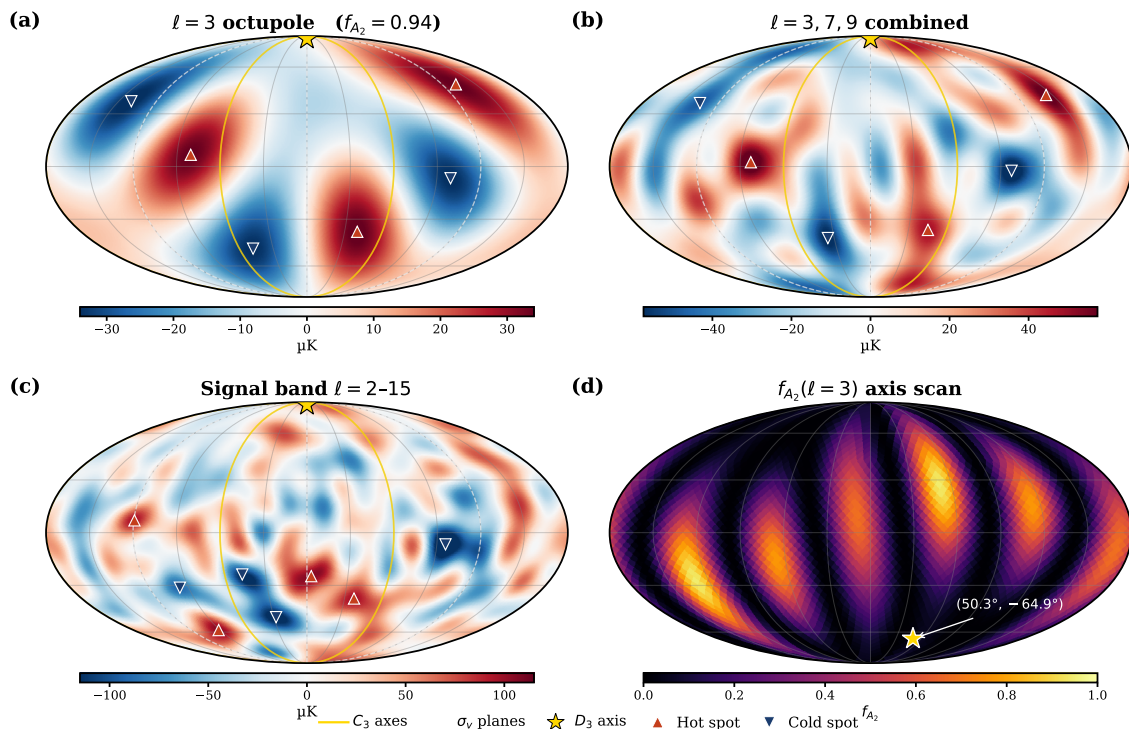 (a)
ℓ = 3 octupole (f_{A_2} = 0.94)
−30 −20 −10 0 10 20 30
μK
(b)
ℓ = 3, 7, 9 combined
−40 −20 0 20 40
μK
(c)
Signal band ℓ = 2–15
−100 −50 0 50 100
μK
(d)
f_{A_2}(ℓ = 3) axis scan
(50.3°, −64.9°)
0.0 0.2 0.4 0.6 0.8 1.0
f_{A_2}
C_3 axes σ_v planes D_3 axis Hot spot Cold spot